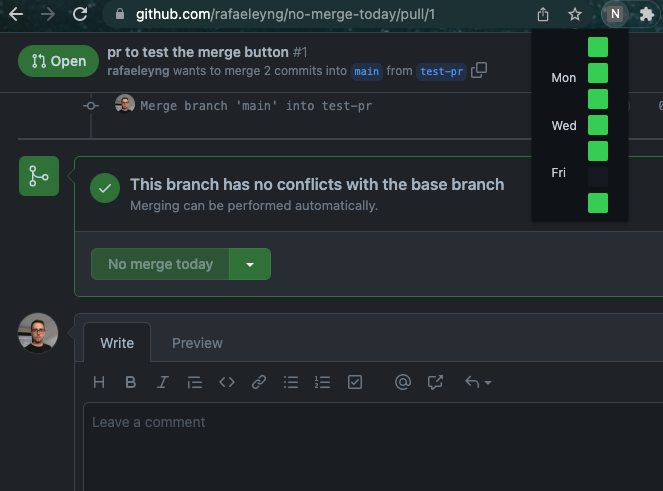 github.com/rafaeleyng/no-merge-today/pull/1
N
Open
pr to test the merge button #1
rafaeleyng wants to merge 2 commits into main from test-pr
Merge branch 'main' into test-pr
Mon
Wed
Fri
This branch has no conflicts with the base branch
Merging can be performed automatically.
No merge today
Write
Preview
H B I
Leave a comment